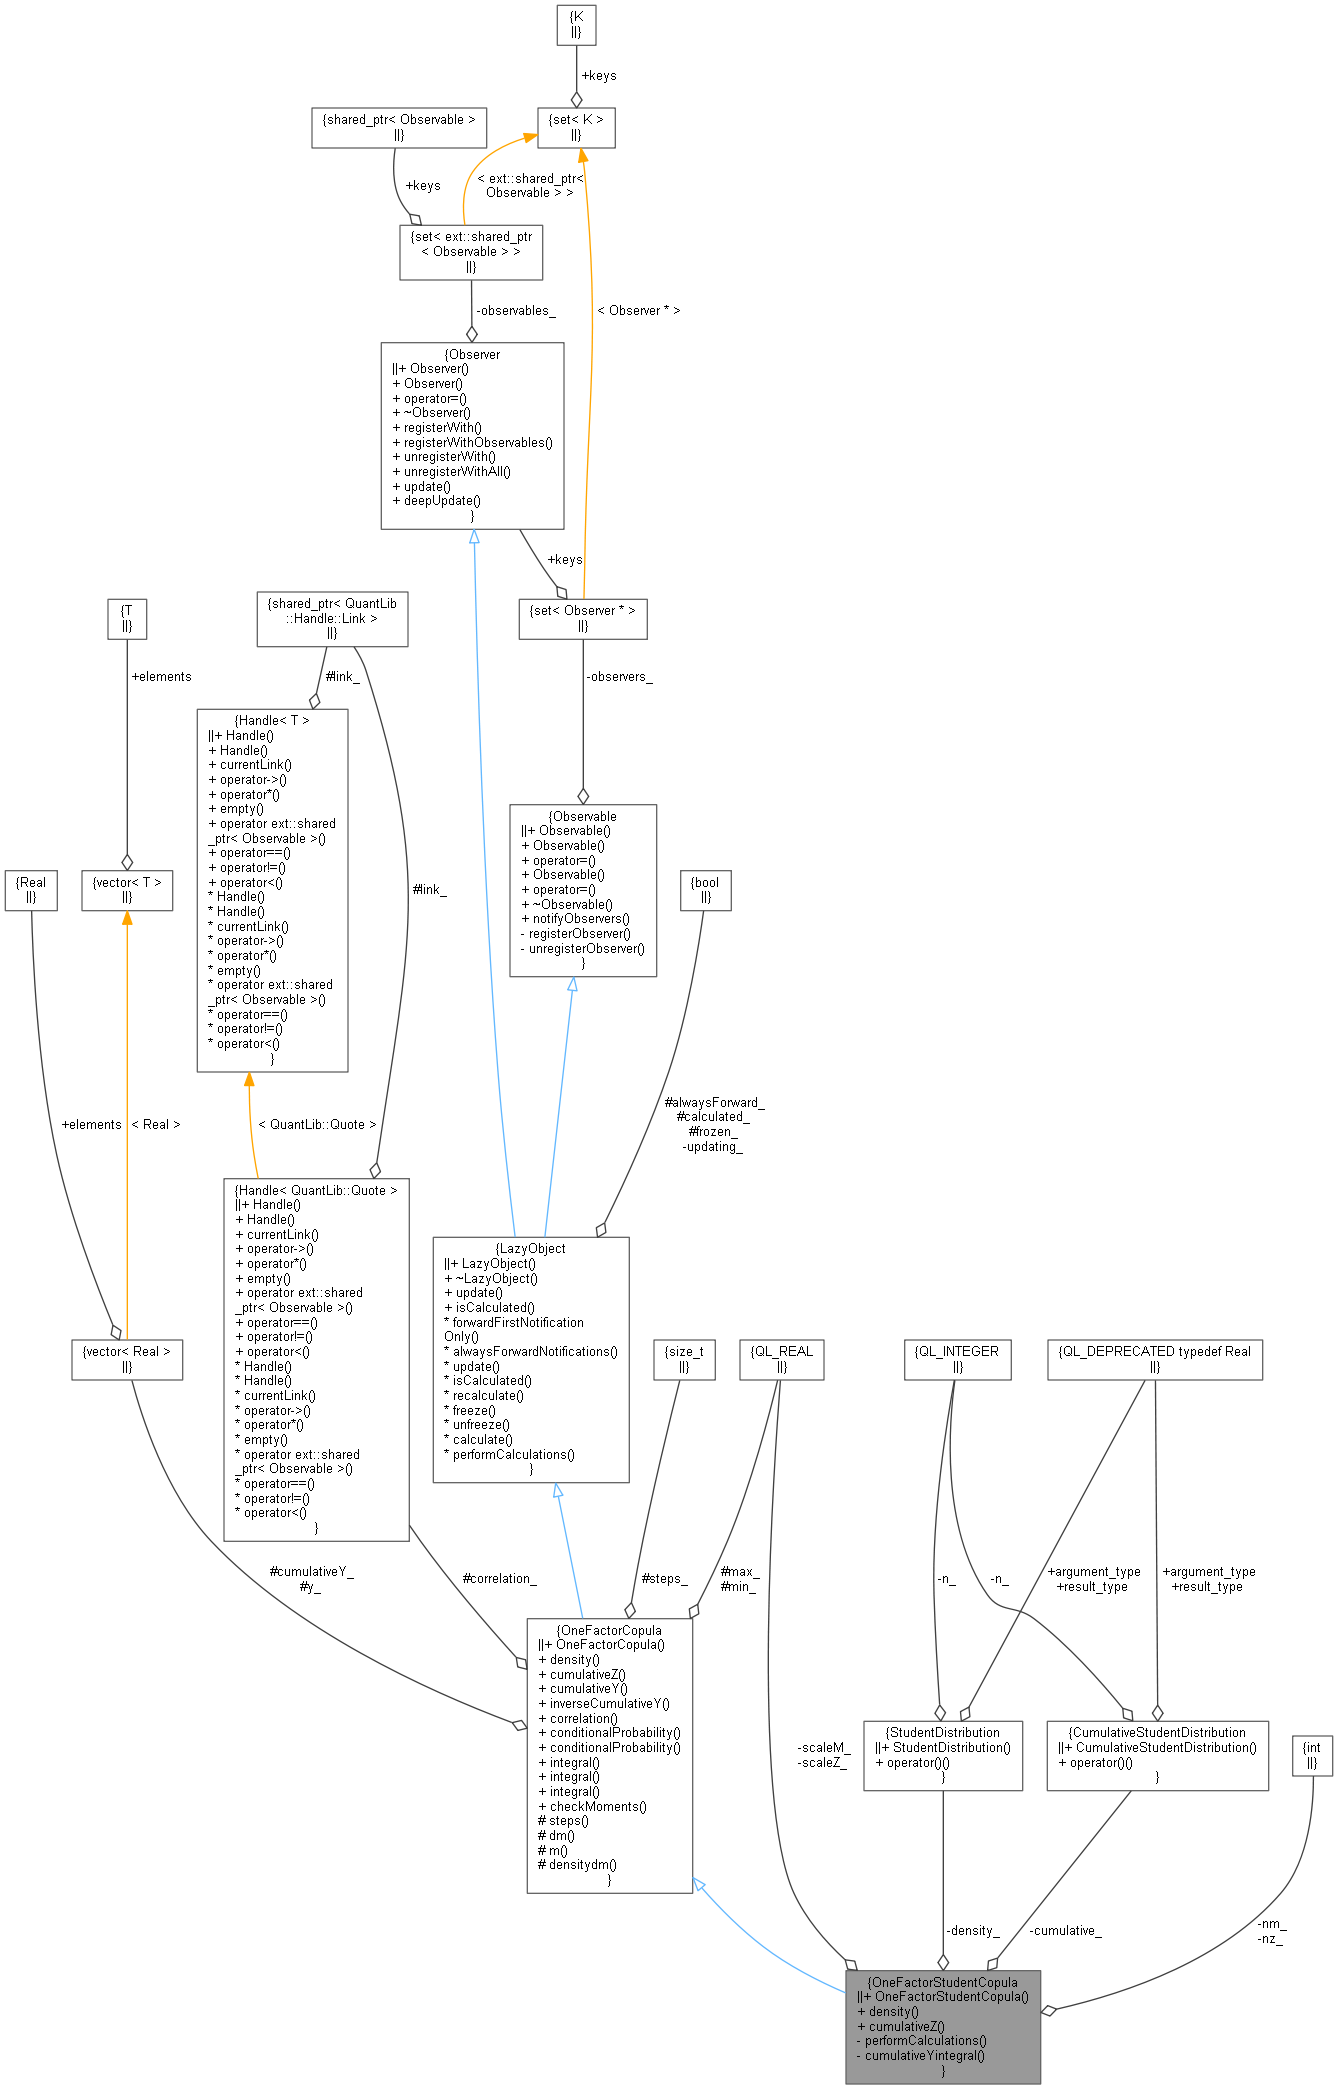 {K
||}
+keys
{shared_ptr< Observable >
||}
{set< K >
||}
+keys
< ext::shared_ptr<
Observable > >
{set< ext::shared_ptr
< Observable > >
||}
-observables_
< Observer * >
{Observer
||+ Observer()
+ Observer()
+ operator=()
+ ~Observer()
+ registerWith()
+ registerWithObservables()
+ unregisterWith()
+ unregisterWithAll()
+ update()
+ deepUpdate()
}
+keys
{T
||}
{shared_ptr< QuantLib
::Handle::Link >
||}
{set< Observer * >
||}
+elements
#link_
-observers_
{Handle< T >
||+ Handle()
+ Handle()
+ currentLink()
+ operator->()
+ operator*()
+ empty()
+ operator ext::shared
_ptr< Observable >()
+ operator==()
+ operator!=()
+ operator<()
* Handle()
* Handle()
* currentLink()
* operator->()
* operator*()
* empty()
* operator ext::shared
_ptr< Observable >()
* operator==()
* operator!=()
* operator<()
}
{Observable
||+ Observable()
+ Observable()
+ operator=()
+ Observable()
+ operator=()
+ ~Observable()
+ notifyObservers()
- registerObserver()
- unregisterObserver()
}
{Real
||}
{vector< T >
||}
#link_
{bool
||}
+elements
< Real >
< QuantLib::Quote >
#alwaysForward_
#calculated_
#frozen_
-updating_
{Handle< QuantLib::Quote >
||+ Handle()
+ Handle()
+ currentLink()
+ operator->()
+ operator*()
+ empty()
+ operator ext::shared
_ptr< Observable >()
+ operator==()
+ operator!=()
+ operator<()
* Handle()
* Handle()
* currentLink()
* operator->()
* operator*()
* empty()
* operator ext::shared
_ptr< Observable >()
* operator==()
* operator!=()
* operator<()
}
{LazyObject
||+ LazyObject()
+ ~LazyObject()
+ update()
+ isCalculated()
* forwardFirstNotification
Only()
* alwaysForwardNotifications()
* update()
* isCalculated()
* recalculate()
* freeze()
* unfreeze()
* calculate()
* performCalculations()
}
{vector< Real >
||}
{size_t
||}
{QL_REAL
||}
{QL_INTEGER
||}
{QL_DEPRECATED typedef Real
||}
#cumulativeY_
#y_
#correlation_
#steps_
#max_
#min_
-n_
-n_
+argument_type
+result_type
+argument_type
+result_type
{OneFactorCopula
||+ OneFactorCopula()
+ density()
+ cumulativeZ()
+ cumulativeY()
+ inverseCumulativeY()
+ correlation()
+ conditionalProbability()
+ conditionalProbability()
+ integral()
+ integral()
+ integral()
+ checkMoments()
# steps()
# dm()
# m()
# densitydm()
}
-scaleM_
-scaleZ_
{StudentDistribution
||+ StudentDistribution()
+ operator()()
}
{CumulativeStudentDistribution
||+ CumulativeStudentDistribution()
+ operator()()
}
{int
||}
-density_
-cumulative_
-nm_
-nz_
{OneFactorStudentCopula
||+ OneFactorStudentCopula()
+ density()
+ cumulativeZ()
- performCalculations()
- cumulativeYintegral()
}